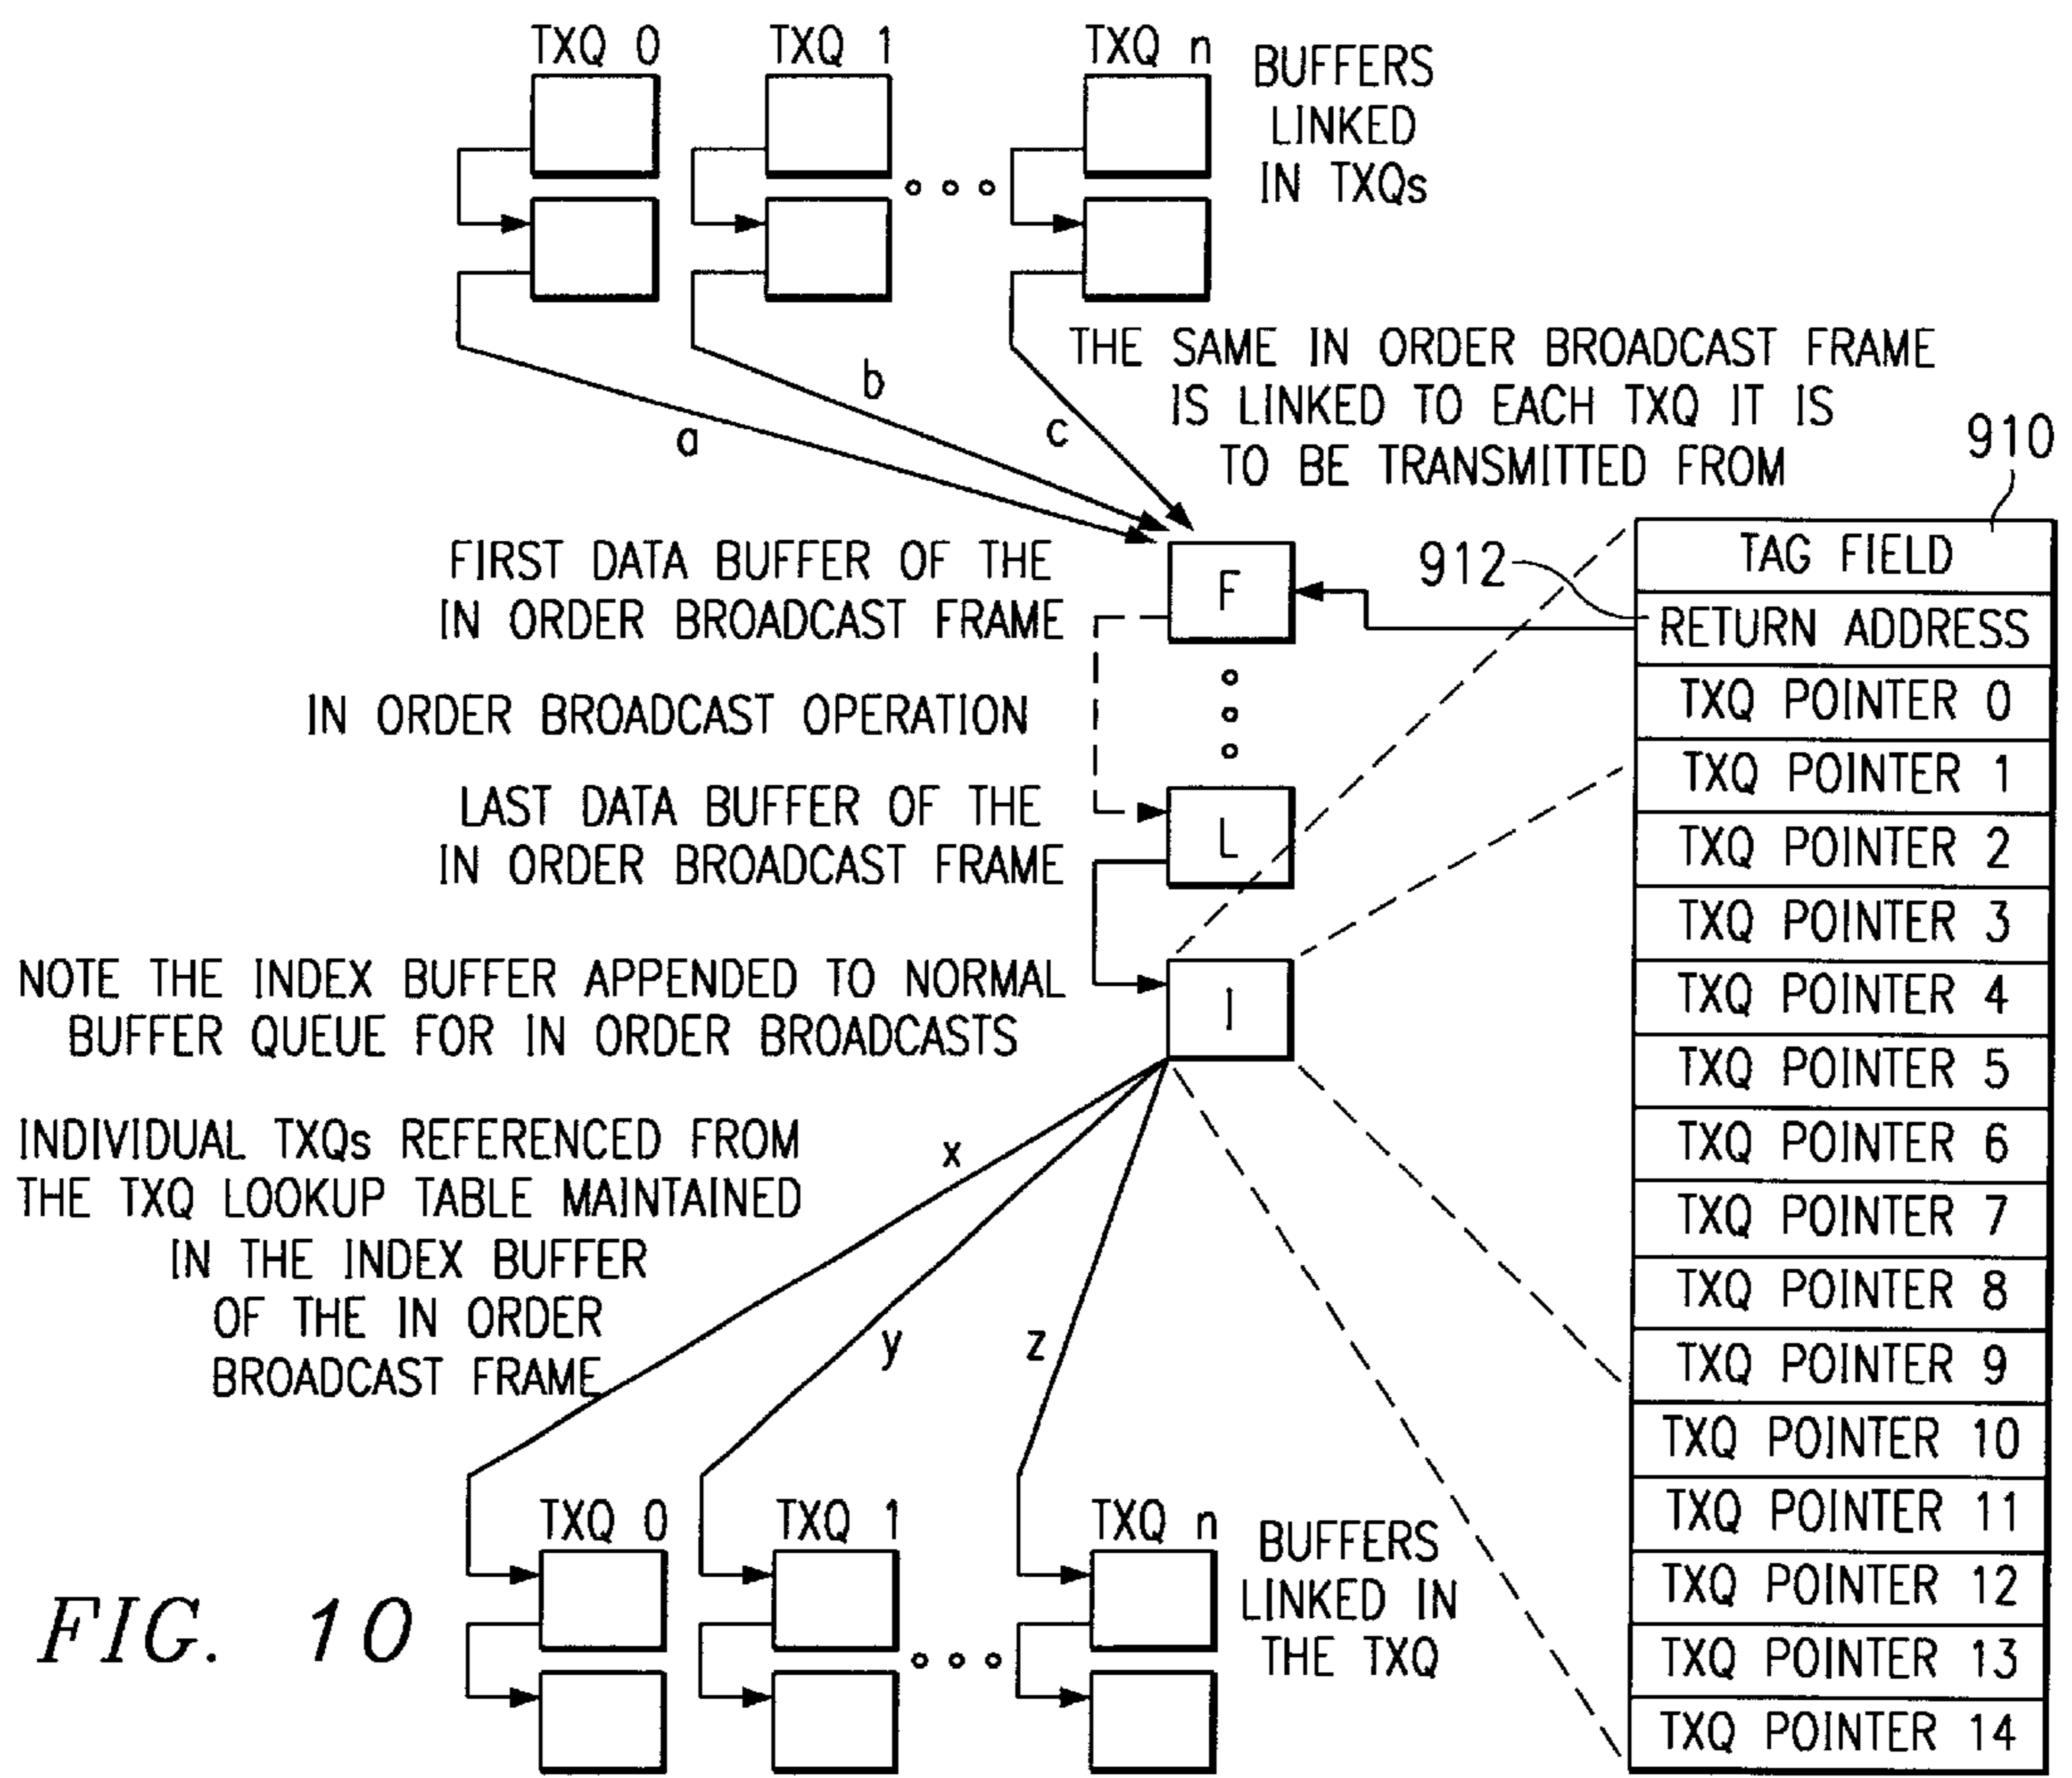 TXQ 0
TXQ 1
TXQ n
BUFFERS
LINKED
IN TXQs
THE SAME IN ORDER BROADCAST FRAME
IS LINKED TO EACH TXQ IT IS
TO BE TRANSMITTED FROM
a
b
c
910
912
FIRST DATA BUFFER OF THE
IN ORDER BROADCAST FRAME
F
IN ORDER BROADCAST OPERATION
LAST DATA BUFFER OF THE
IN ORDER BROADCAST FRAME
L
NOTE THE INDEX BUFFER APPENDED TO NORMAL
BUFFER QUEUE FOR IN ORDER BROADCASTS
I
INDIVIDUAL TXQs REFERENCED FROM
THE TXQ LOOKUP TABLE MAINTAINED
IN THE INDEX BUFFER
OF THE IN ORDER
BROADCAST FRAME
x
y
z
TAG FIELD
RETURN ADDRESS
TXQ POINTER 0
TXQ POINTER 1
TXQ POINTER 2
TXQ POINTER 3
TXQ POINTER 4
TXQ POINTER 5
TXQ POINTER 6
TXQ POINTER 7
TXQ POINTER 8
TXQ POINTER 9
TXQ POINTER 10
TXQ POINTER 11
TXQ POINTER 12
TXQ POINTER 13
TXQ POINTER 14
TXQ 0
TXQ 1
TXQ n
BUFFERS
LINKED IN
THE TXQ
FIG. 10